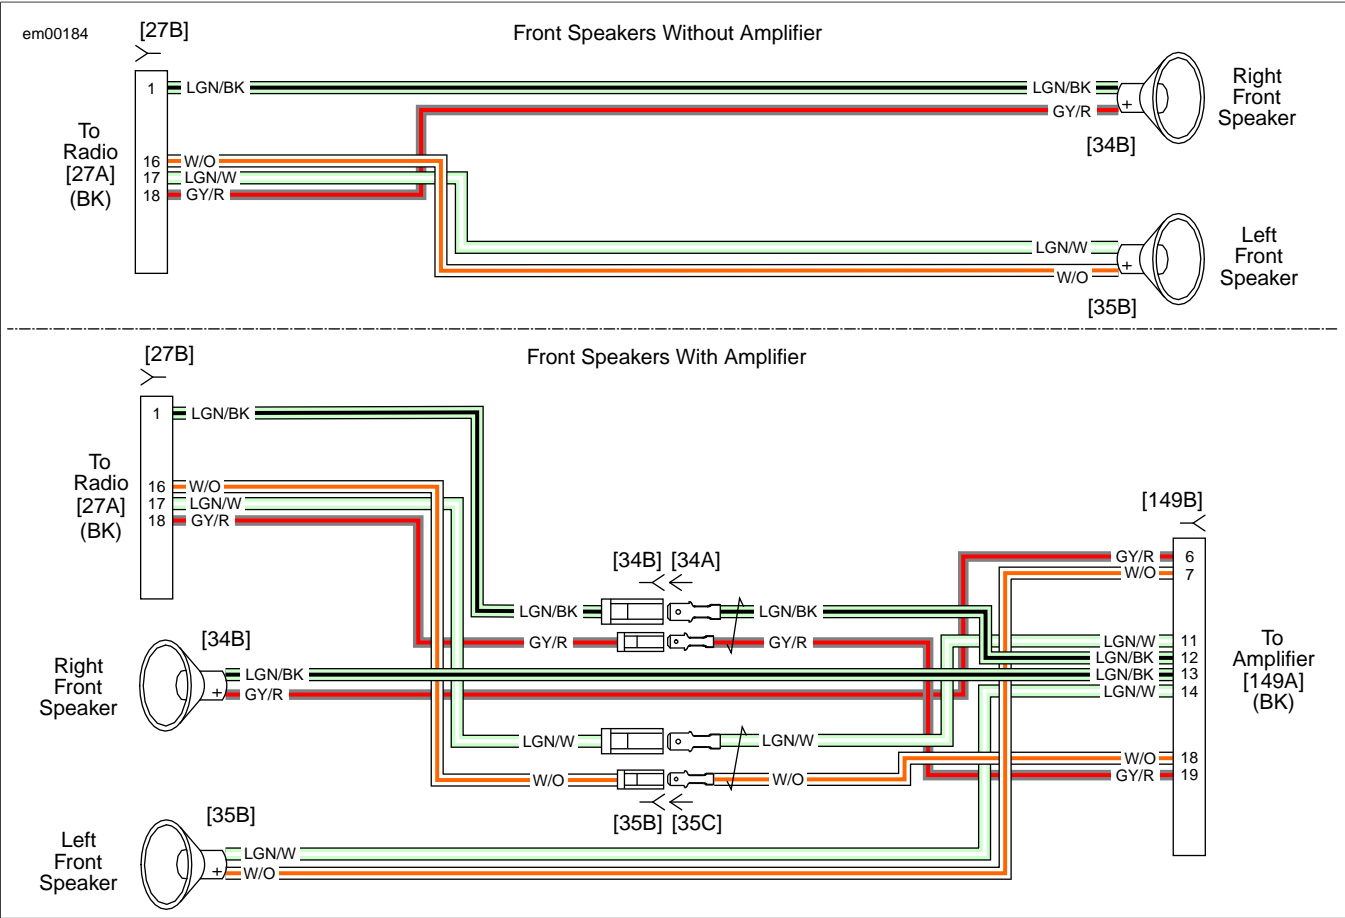 em00184
[27B]
Front Speakers Without Amplifier
1
LGN/BK
LGN/BK
GY/R
+
Right
Front
Speaker
[34B]
To
Radio
[27A]
(BK)
16
W/O
17
LGN/W
18
GY/R
LGN/W
W/O
+
Left
Front
Speaker
[35B]
[27B]
Front Speakers With Amplifier
1
LGN/BK
To
Radio
[27A]
(BK)
16
W/O
17
LGN/W
18
GY/R
[149B]
[34B] [34A]
LGN/BK
LGN/BK
GY/R
GY/R
GY/R
6
W/O
7
LGN/W
11
LGN/BK
12
LGN/BK
13
LGN/W
14
W/O
18
GY/R
19
To
Amplifier
[149A]
(BK)
[34B]
Right
Front
Speaker
+
LGN/BK
GY/R
LGN/W
LGN/W
W/O
W/O
[35B] [35C]
[35B]
Left
Front
Speaker
+
LGN/W
W/O